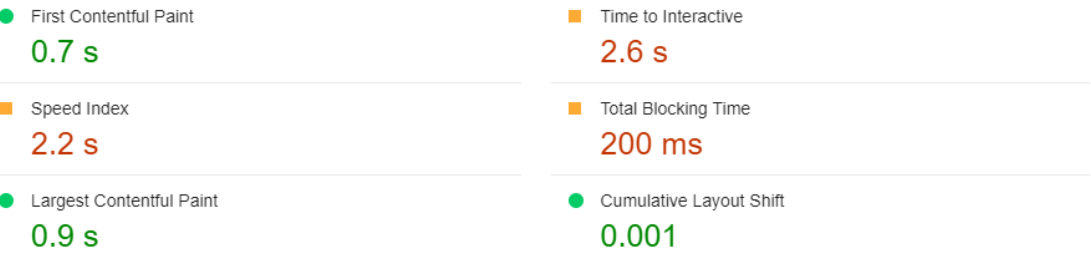 First Contentful Paint
0.7 s
Time to Interactive
2.6 s
Speed Index
2.2 s
Total Blocking Time
200 ms
Largest Contentful Paint
0.9 s
Cumulative Layout Shift
0.001